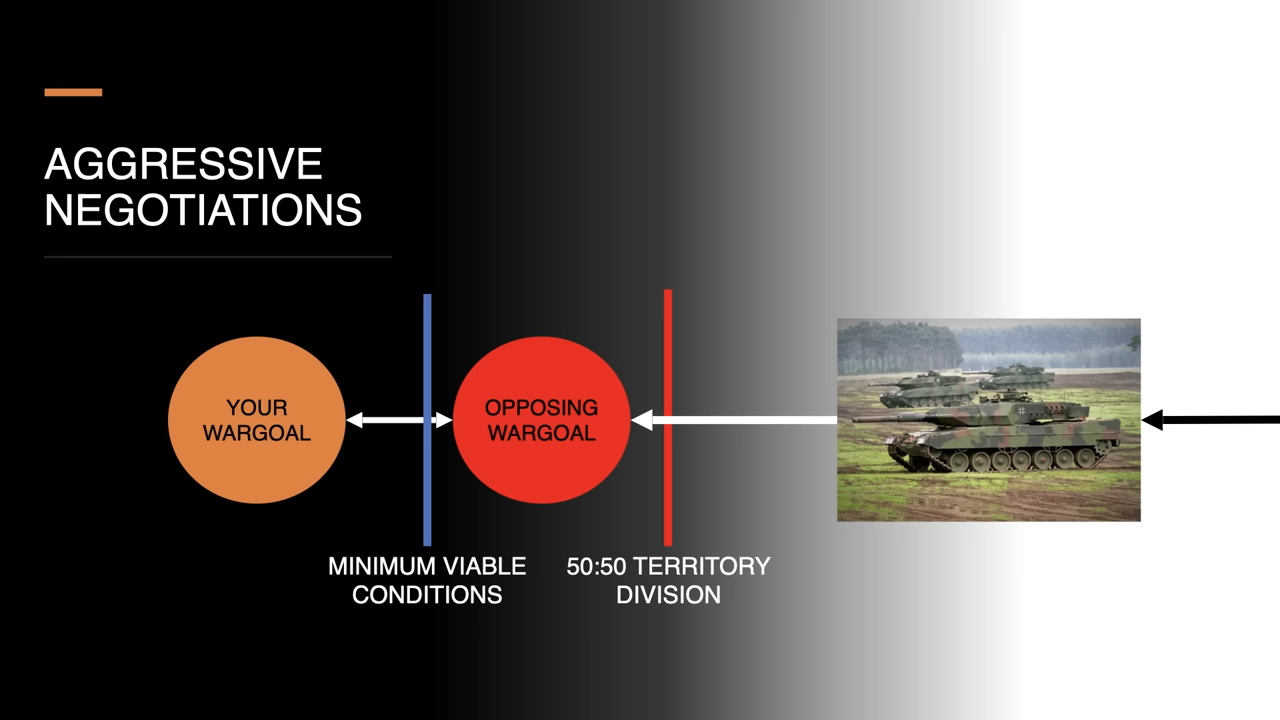 AGGRESSIVE
NEGOTIATIONS
YOUR
WARGOAL
OPPOSING
WARGOAL
MINIMUM VIABLE
CONDITIONS
50:50 TERRITORY
DIVISION